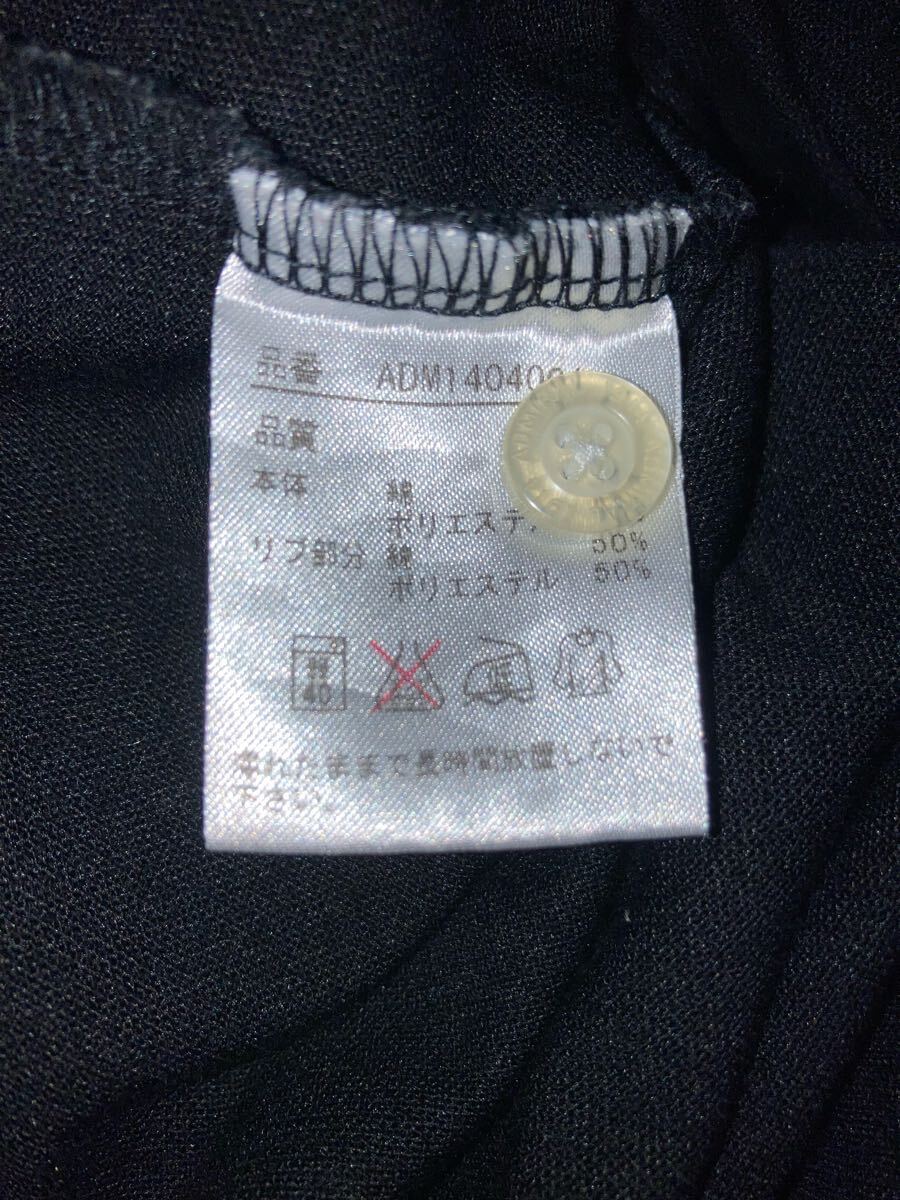 品番 ADM1404001
品質
本体 綿
ポリエステル
リブ部分 綿 50%
ポリエステル 50%
40
濡れたままで長時間放置しないで
下さい。